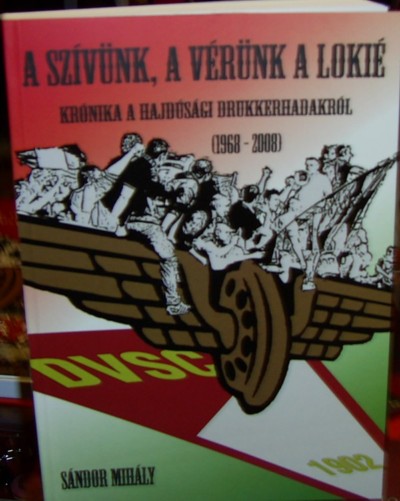 A SZÍVÜNK, A VÉRÜNK A LOKIÉ
KRÓNIKA A HAJDÚSÁGI DRUKKERHADAKRÓL
(1968 - 2008)
DVSC
1902
SÁNDOR MIHÁLY